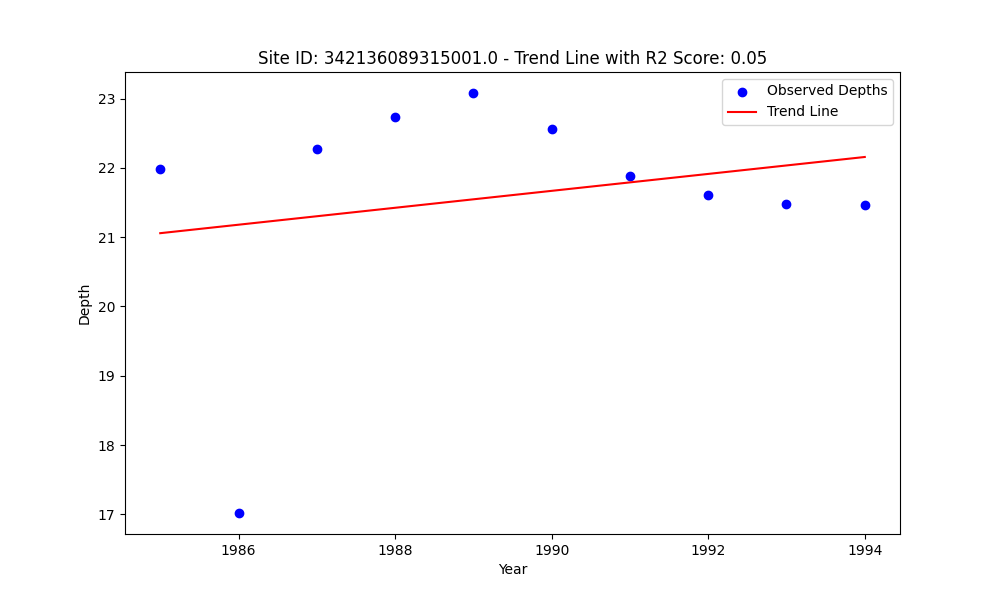 Site ID: 342136089315001.0 - Trend Line with R2 Score: 0.05
Observed Depths
Trend Line
23
22
21
20
19
18
17
Depth
1986
1988
1990
1992
1994
Year